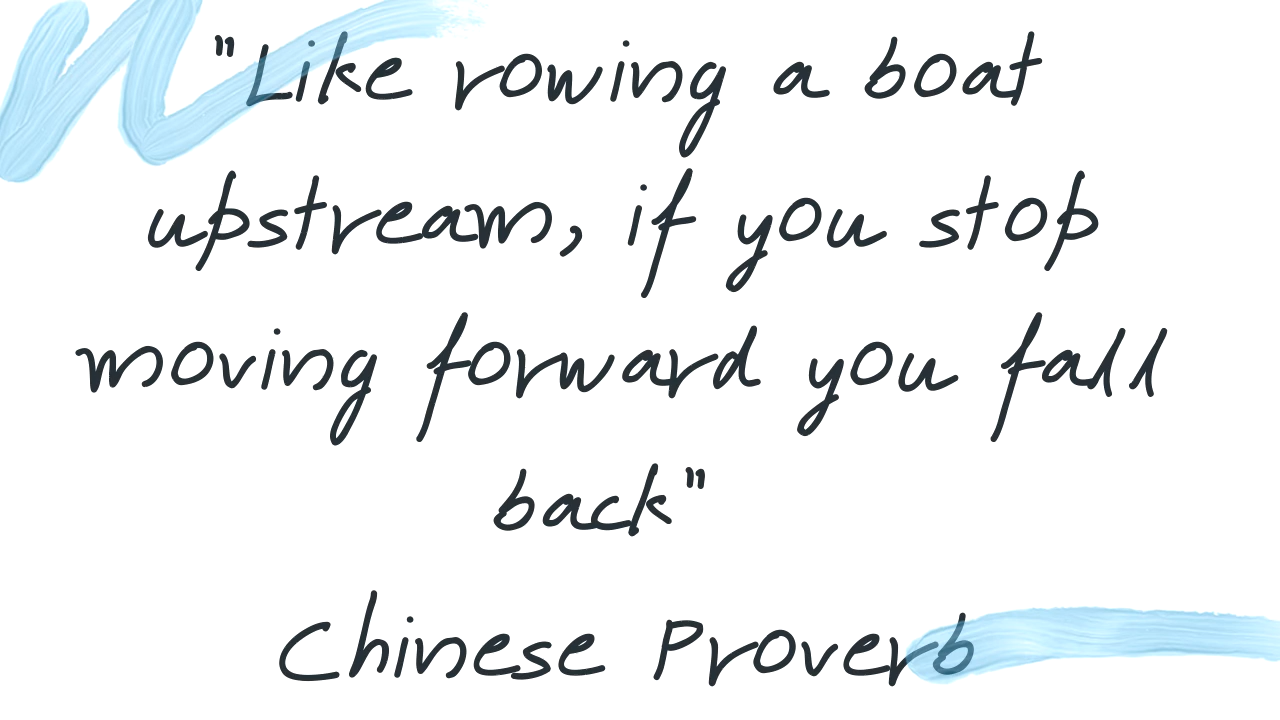 "Like rowing a boat
upstream, if you stop
moving forward you fall
back"
Chinese Proverb